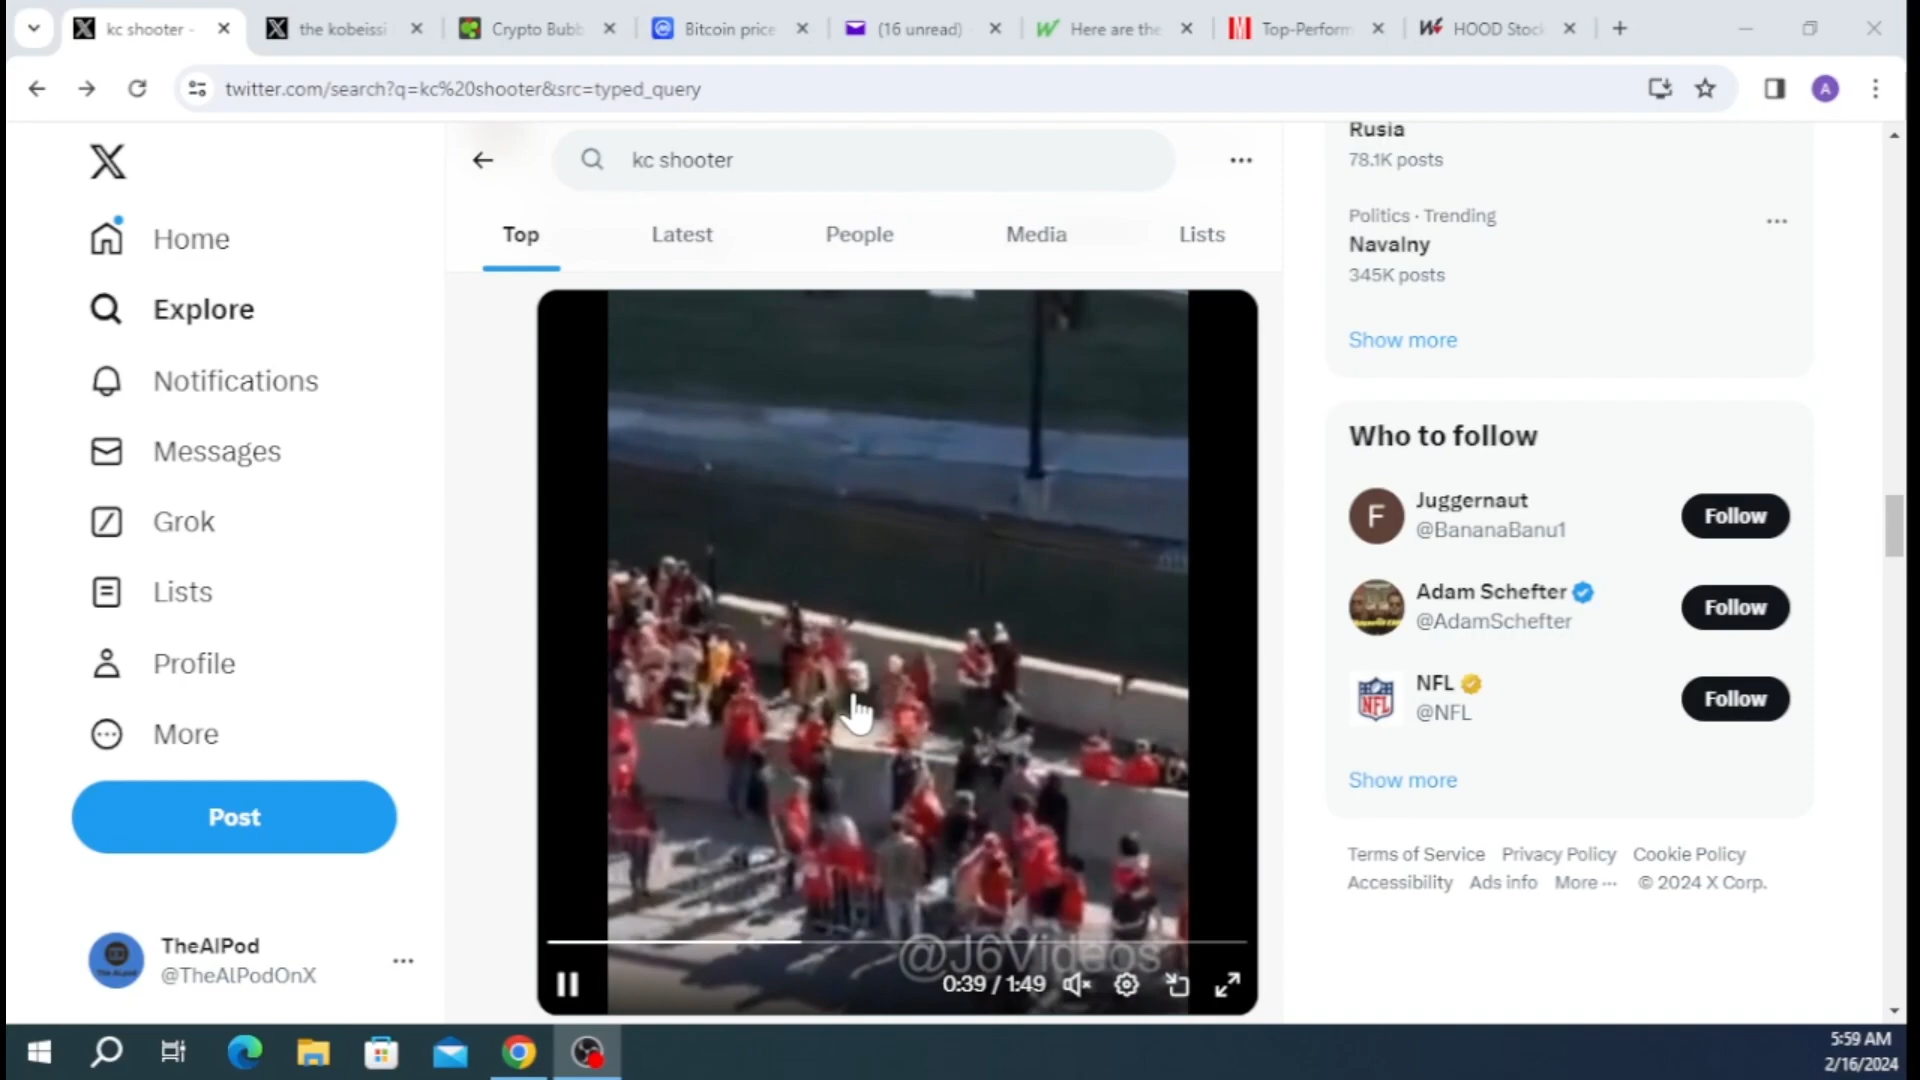 kc shooter -
the kobeissi
Crypto Bubb
Bitcoin price
(16 unread)
Here are the
Top-Perform
HOOD Stoc
twitter.com/search?q=kc%20shooter&src=typed_query
A
kc shooter
Top
Latest
People
Media
Lists
Home
Explore
Notifications
Messages
Grok
Lists
Profile
More
Post
TheAIPod
@TheAIPodOnX
@J6Videos
0:39 / 1:49
Rusia
78.1K posts
Politics · Trending
Navalny
345K posts
Show more
Who to follow
F
Juggernaut
@BananaBanu1
Follow
Adam Schefter
@AdamSchefter
Follow
NFL
NFL
@NFL
Follow
Show more
Terms of Service Privacy Policy Cookie Policy
Accessibility Ads info More ··· © 2024 X Corp.
5:59 AM
2/16/2024